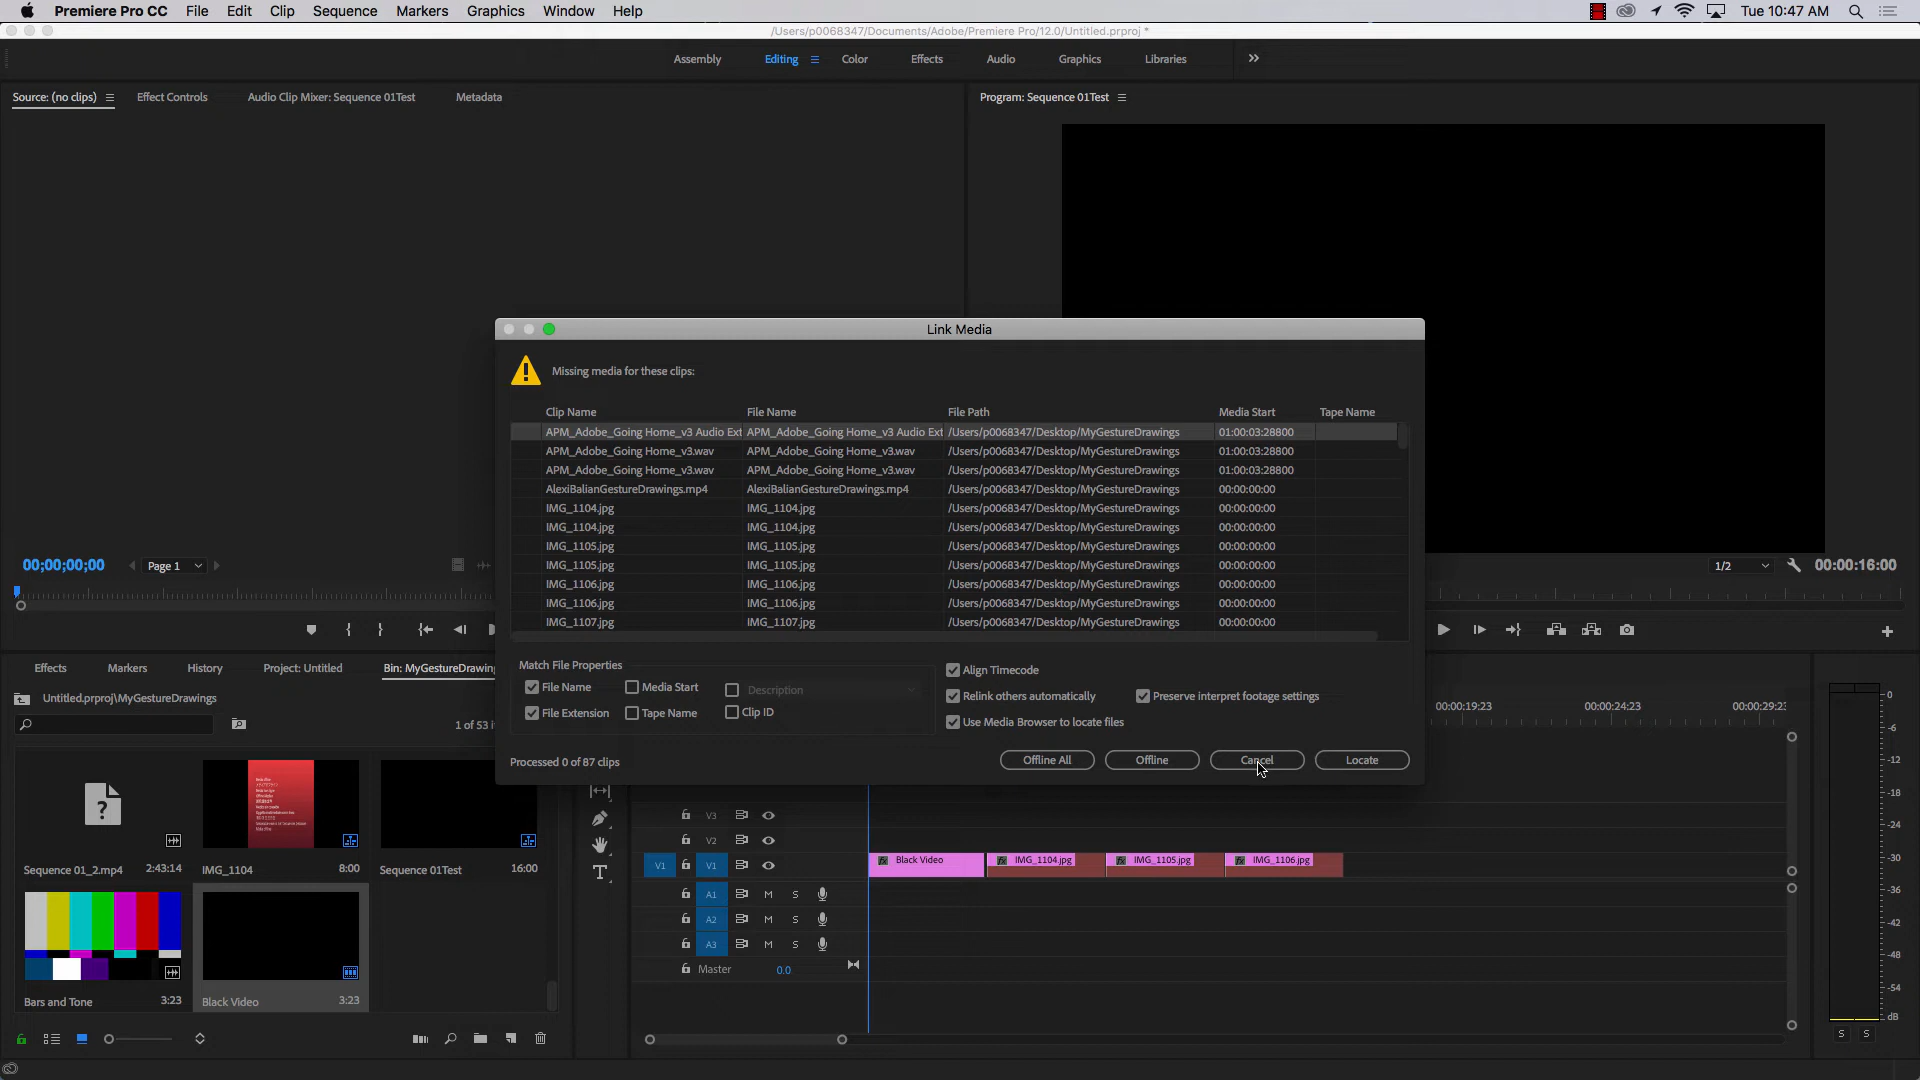 Premiere Pro CC File Edit Clip Sequence Markers Graphics Window Help Tue 10:47 AM
/Users/p0068347/Documents/Adobe/Premiere Pro/12.0/Untitled.prproj *
Assembly Editing Color Effects Audio Graphics Libraries
Source: (no clips) Effect Controls Audio Clip Mixer: Sequence 01Test Metadata
Program: Sequence 01Test
Link Media
Missing media for these clips:
Clip Name File Name File Path Media Start Tape Name
APM_Adobe_Going Home_v3 Audio Ext APM_Adobe_Going Home_v3 Audio Ext /Users/p0068347/Desktop/MyGestureDrawings 01:00:03:28800
APM_Adobe_Going Home_v3.wav APM_Adobe_Going Home_v3.wav /Users/p0068347/Desktop/MyGestureDrawings 01:00:03:28800
APM_Adobe_Going Home_v3.wav APM_Adobe_Going Home_v3.wav /Users/p0068347/Desktop/MyGestureDrawings 01:00:03:28800
AlexiBalianGestureDrawings.mp4 AlexiBalianGestureDrawings.mp4 /Users/p0068347/Desktop/MyGestureDrawings 00:00:00:00
IMG_1104.jpg IMG_1104.jpg /Users/p0068347/Desktop/MyGestureDrawings 00:00:00:00
IMG_1104.jpg IMG_1104.jpg /Users/p0068347/Desktop/MyGestureDrawings 00:00:00:00
IMG_1105.jpg IMG_1105.jpg /Users/p0068347/Desktop/MyGestureDrawings 00:00:00:00
IMG_1105.jpg IMG_1105.jpg /Users/p0068347/Desktop/MyGestureDrawings 00:00:00:00
IMG_1106.jpg IMG_1106.jpg /Users/p0068347/Desktop/MyGestureDrawings 00:00:00:00
IMG_1106.jpg IMG_1106.jpg /Users/p0068347/Desktop/MyGestureDrawings 00:00:00:00
IMG_1107.jpg IMG_1107.jpg /Users/p0068347/Desktop/MyGestureDrawings 00:00:00:00
Match File Properties
File Name Media Start Description
File Extension Tape Name Clip ID
Align Timecode
Relink others automatically Preserve interpret footage settings
Use Media Browser to locate files
Processed 0 of 87 clips
Offline All Offline Cancel Locate
00;00;00;00 Page 1
1/2 00:00:16:00
Effects Markers History Project: Untitled Bin: MyGestureDrawing
Untitled.prproj\MyGestureDrawings
1 of 53 it
00:00:19:23 00:00:24:23 00:00:29:23
Sequence 01_2.mp4 2:43:14 IMG_1104 8:00 Sequence 01Test 16:00
Bars and Tone 3:23 Black Video 3:23
V3
V2
V1 V1 Black Video IMG_1104.jpg IMG_1105.jpg IMG_1106.jpg
A1 M S
A2 M S
A3 M S
Master 0.0
0
-6
-12
-18
-24
-30
-36
-42
-48
-54
dB
S S